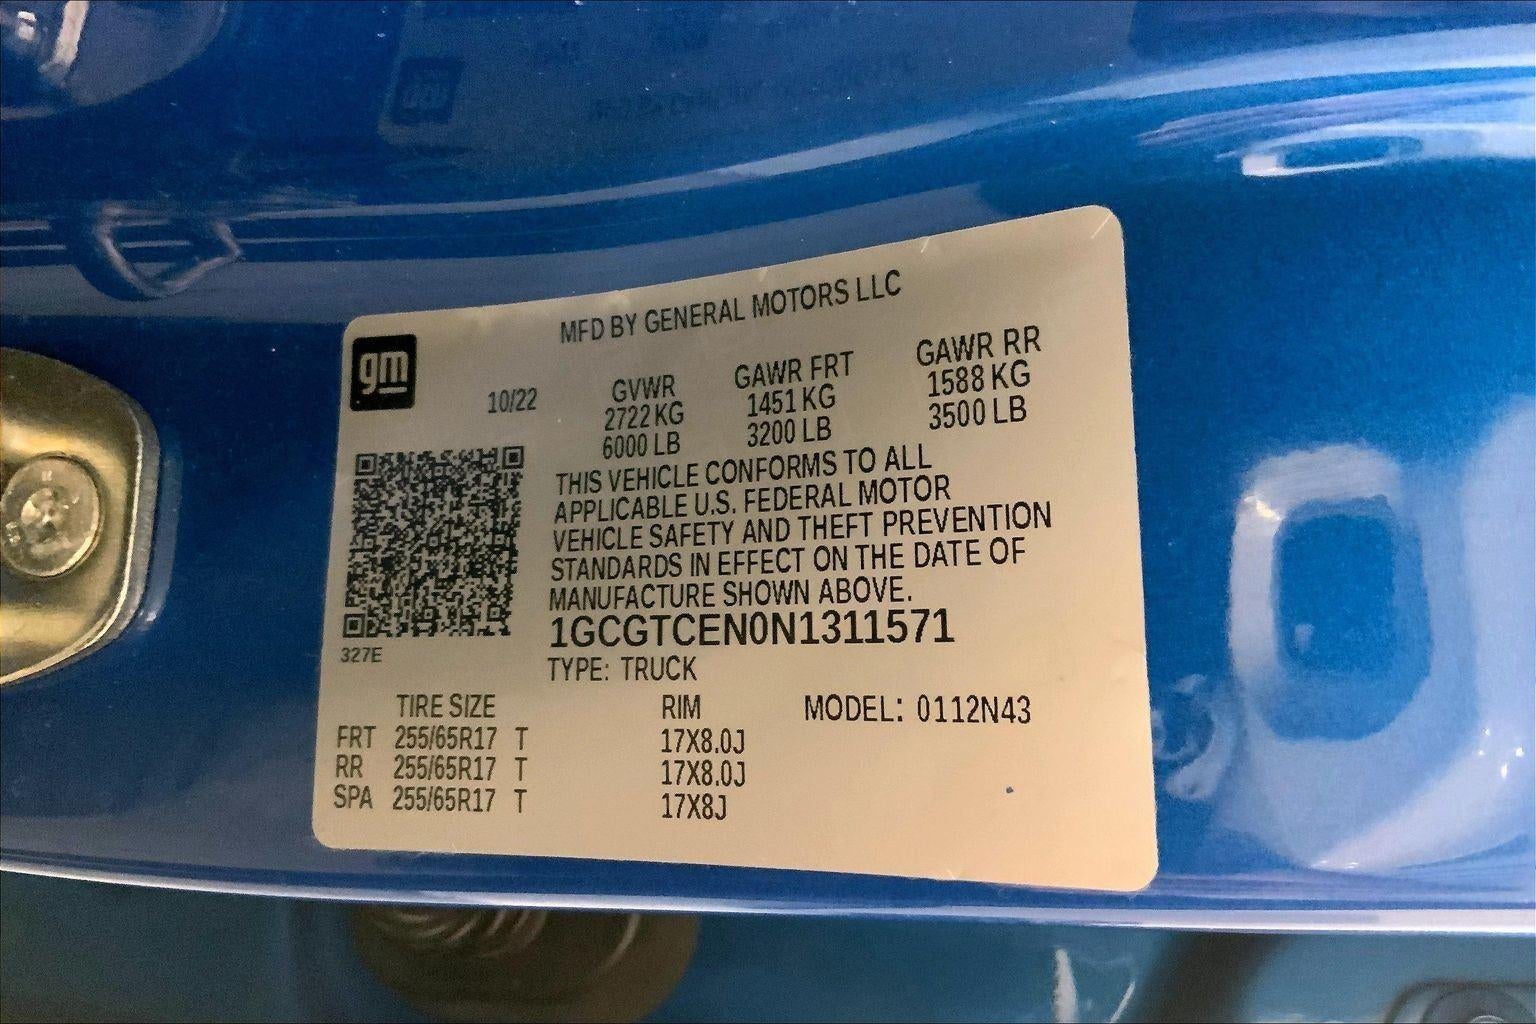 MFD BY GENERAL MOTORS LLC
gm
10/22
GVWR GAWR FRT GAWR RR
2722 KG 1451 KG 1588 KG
6000 LB 3200 LB 3500 LB
THIS VEHICLE CONFORMS TO ALL
APPLICABLE U.S. FEDERAL MOTOR
VEHICLE SAFETY AND THEFT PREVENTION
STANDARDS IN EFFECT ON THE DATE OF
MANUFACTURE SHOWN ABOVE.
1GCGTCEN0N1311571
327E
TYPE: TRUCK
TIRE SIZE RIM MODEL: 0112N43
FRT 255/65R17 T 17X8.0J
RR 255/65R17 T 17X8.0J
SPA 255/65R17 T 17X8J